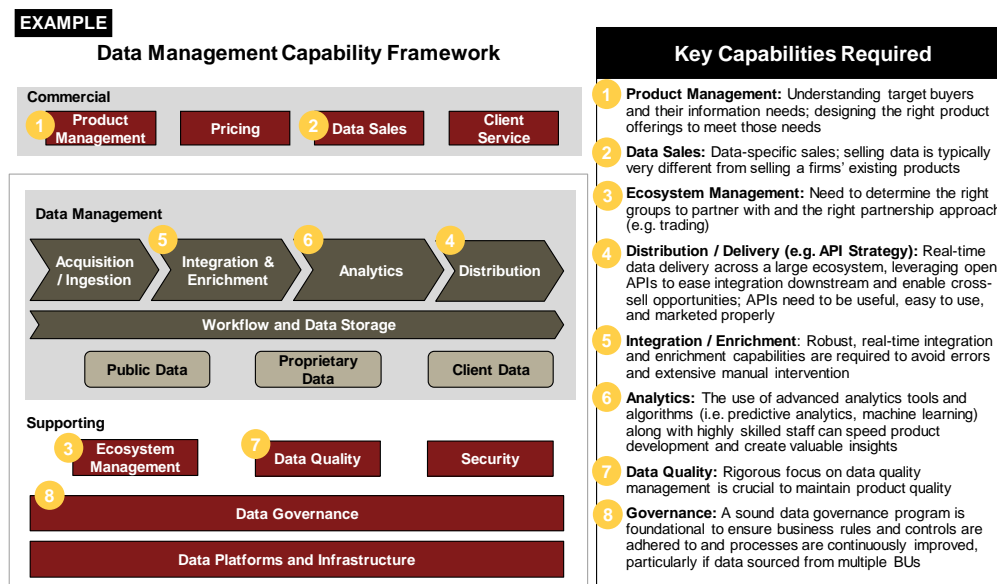 EXAMPLE
Data Management Capability Framework
Commercial
1
Product
Management
Pricing
2
Data Sales
Client
Service
Data Management
Acquisition
/ Ingestion
5
Integration &
Enrichment
6
Analytics
4
Distribution
Workflow and Data Storage
Public Data
Proprietary
Data
Client Data
Supporting
3
Ecosystem
Management
7
Data Quality
Security
8
Data Governance
Data Platforms and Infrastructure
Key Capabilities Required
1
Product Management: Understanding target buyers
and their information needs; designing the right product
offerings to meet those needs
2
Data Sales: Data-specific sales; selling data is typically
very different from selling a firms' existing products
3
Ecosystem Management: Need to determine the right
groups to partner with and the right partnership approach
(e.g. trading)
4
Distribution / Delivery (e.g. API Strategy): Real-time
data delivery across a large ecosystem, leveraging open
APIs to ease integration downstream and enable cross-
sell opportunities; APIs need to be useful, easy to use,
and marketed properly
5
Integration / Enrichment: Robust, real-time integration
and enrichment capabilities are required to avoid errors
and extensive manual intervention
6
Analytics: The use of advanced analytics tools and
algorithms (i.e. predictive analytics, machine learning)
along with highly skilled staff can speed product
development and create valuable insights
7
Data Quality: Rigorous focus on data quality
management is crucial to maintain product quality
8
Governance: A sound data governance program is
foundational to ensure business rules and controls are
adhered to and processes are continuously improved,
particularly if data sourced from multiple BUs